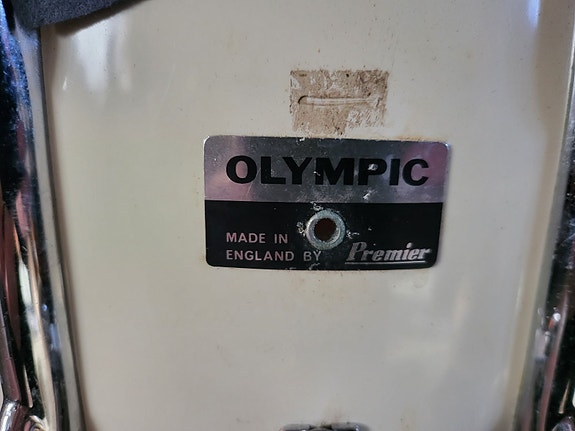 OLYMPIC
MADE IN
ENGLAND BY Premier